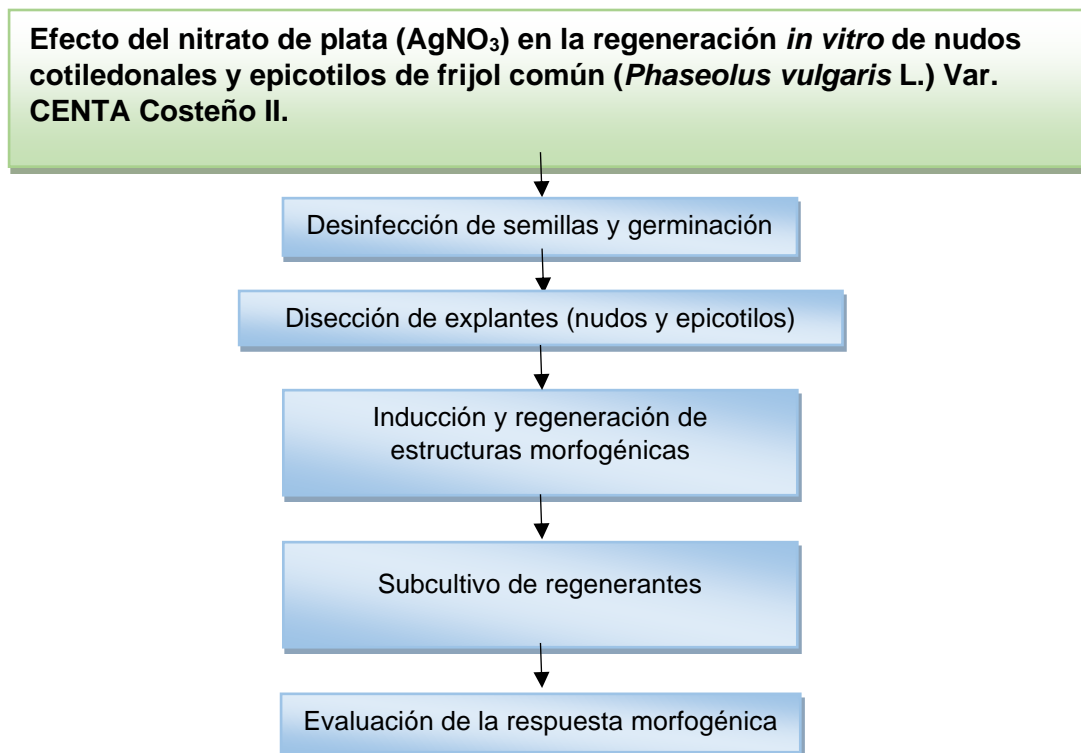 Efecto del nitrato de plata (AgNO₃) en la regeneración in vitro de nudos
cotiledonales y epicotilos de frijol común (Phaseolus vulgaris L.) Var.
CENTA Costeño II.
Desinfección de semillas y germinación
Disección de explantes (nudos y epicotilos)
Inducción y regeneración de
estructuras morfogénicas
Subcultivo de regenerantes
Evaluación de la respuesta morfogénica